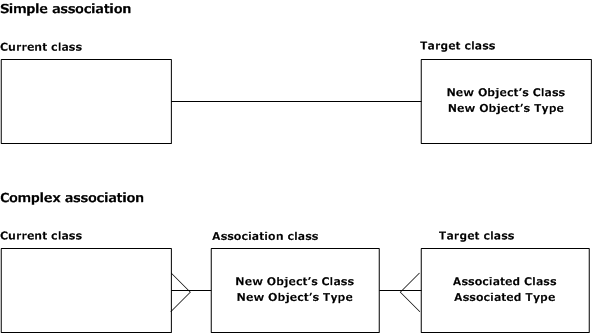 Simple association
Current class
Target class
New Object's Class
New Object's Type
Complex association
Current class
Association class
Target class
New Object's Class
New Object's Type
Associated Class
Associated Type